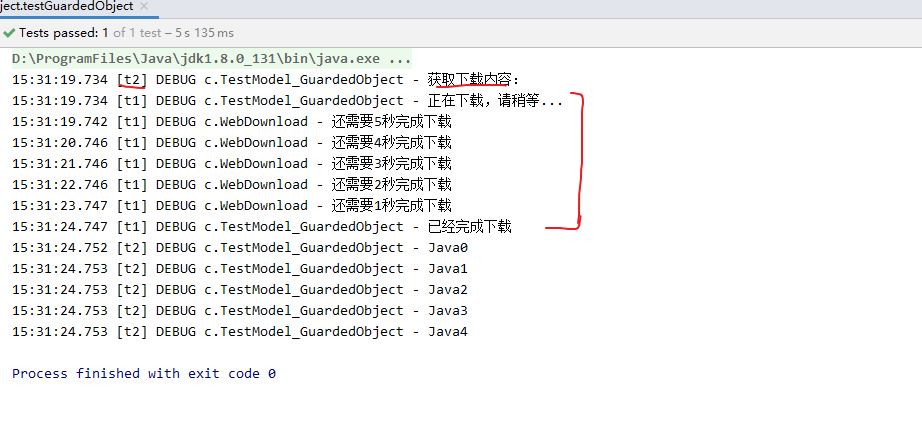 ject.testGuardedObject ×
Tests passed: 1 of 1 test – 5 s 135 ms
D:\ProgramFiles\Java\jdk1.8.0_131\bin\java.exe ...
15:31:19.734 [t2] DEBUG c.TestModel_GuardedObject - 获取下载内容：
15:31:19.734 [t1] DEBUG c.TestModel_GuardedObject - 正在下载，请稍等...
15:31:19.742 [t1] DEBUG c.WebDownload - 还需要5秒完成下载
15:31:20.746 [t1] DEBUG c.WebDownload - 还需要4秒完成下载
15:31:21.746 [t1] DEBUG c.WebDownload - 还需要3秒完成下载
15:31:22.746 [t1] DEBUG c.WebDownload - 还需要2秒完成下载
15:31:23.747 [t1] DEBUG c.WebDownload - 还需要1秒完成下载
15:31:24.747 [t1] DEBUG c.TestModel_GuardedObject - 已经完成下载
15:31:24.752 [t2] DEBUG c.TestModel_GuardedObject - Java0
15:31:24.753 [t2] DEBUG c.TestModel_GuardedObject - Java1
15:31:24.753 [t2] DEBUG c.TestModel_GuardedObject - Java2
15:31:24.753 [t2] DEBUG c.TestModel_GuardedObject - Java3
15:31:24.753 [t2] DEBUG c.TestModel_GuardedObject - Java4
Process finished with exit code 0